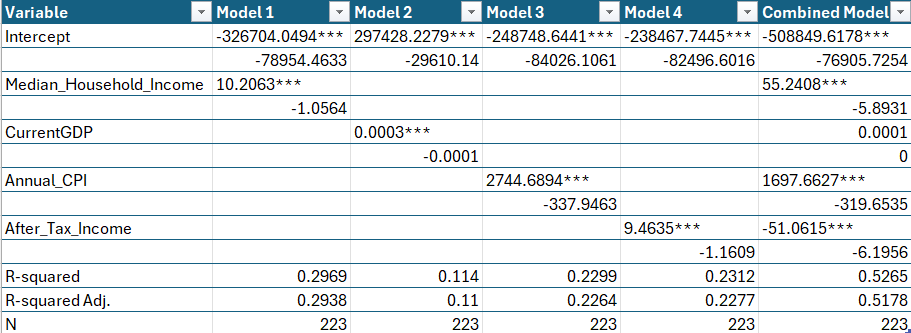 Variable Model 1 Model 2 Model 3 Model 4 Combined Model
Intercept -326704.0494*** 297428.2279*** -248748.6441*** -238467.7445*** -508849.6178***
-78954.4633 -29610.14 -84026.1061 -82496.6016 -76905.7254
Median_Household_Income 10.2063*** 55.2408***
-1.0564 -5.8931
CurrentGDP 0.0003*** 0.0001
-0.0001 0
Annual_CPI 2744.6894*** 1697.6627***
-337.9463 -319.6535
After_Tax_Income 9.4635*** -51.0615***
-1.1609 -6.1956
R-squared 0.2969 0.114 0.2299 0.2312 0.5265
R-squared Adj. 0.2938 0.11 0.2264 0.2277 0.5178
N 223 223 223 223 223